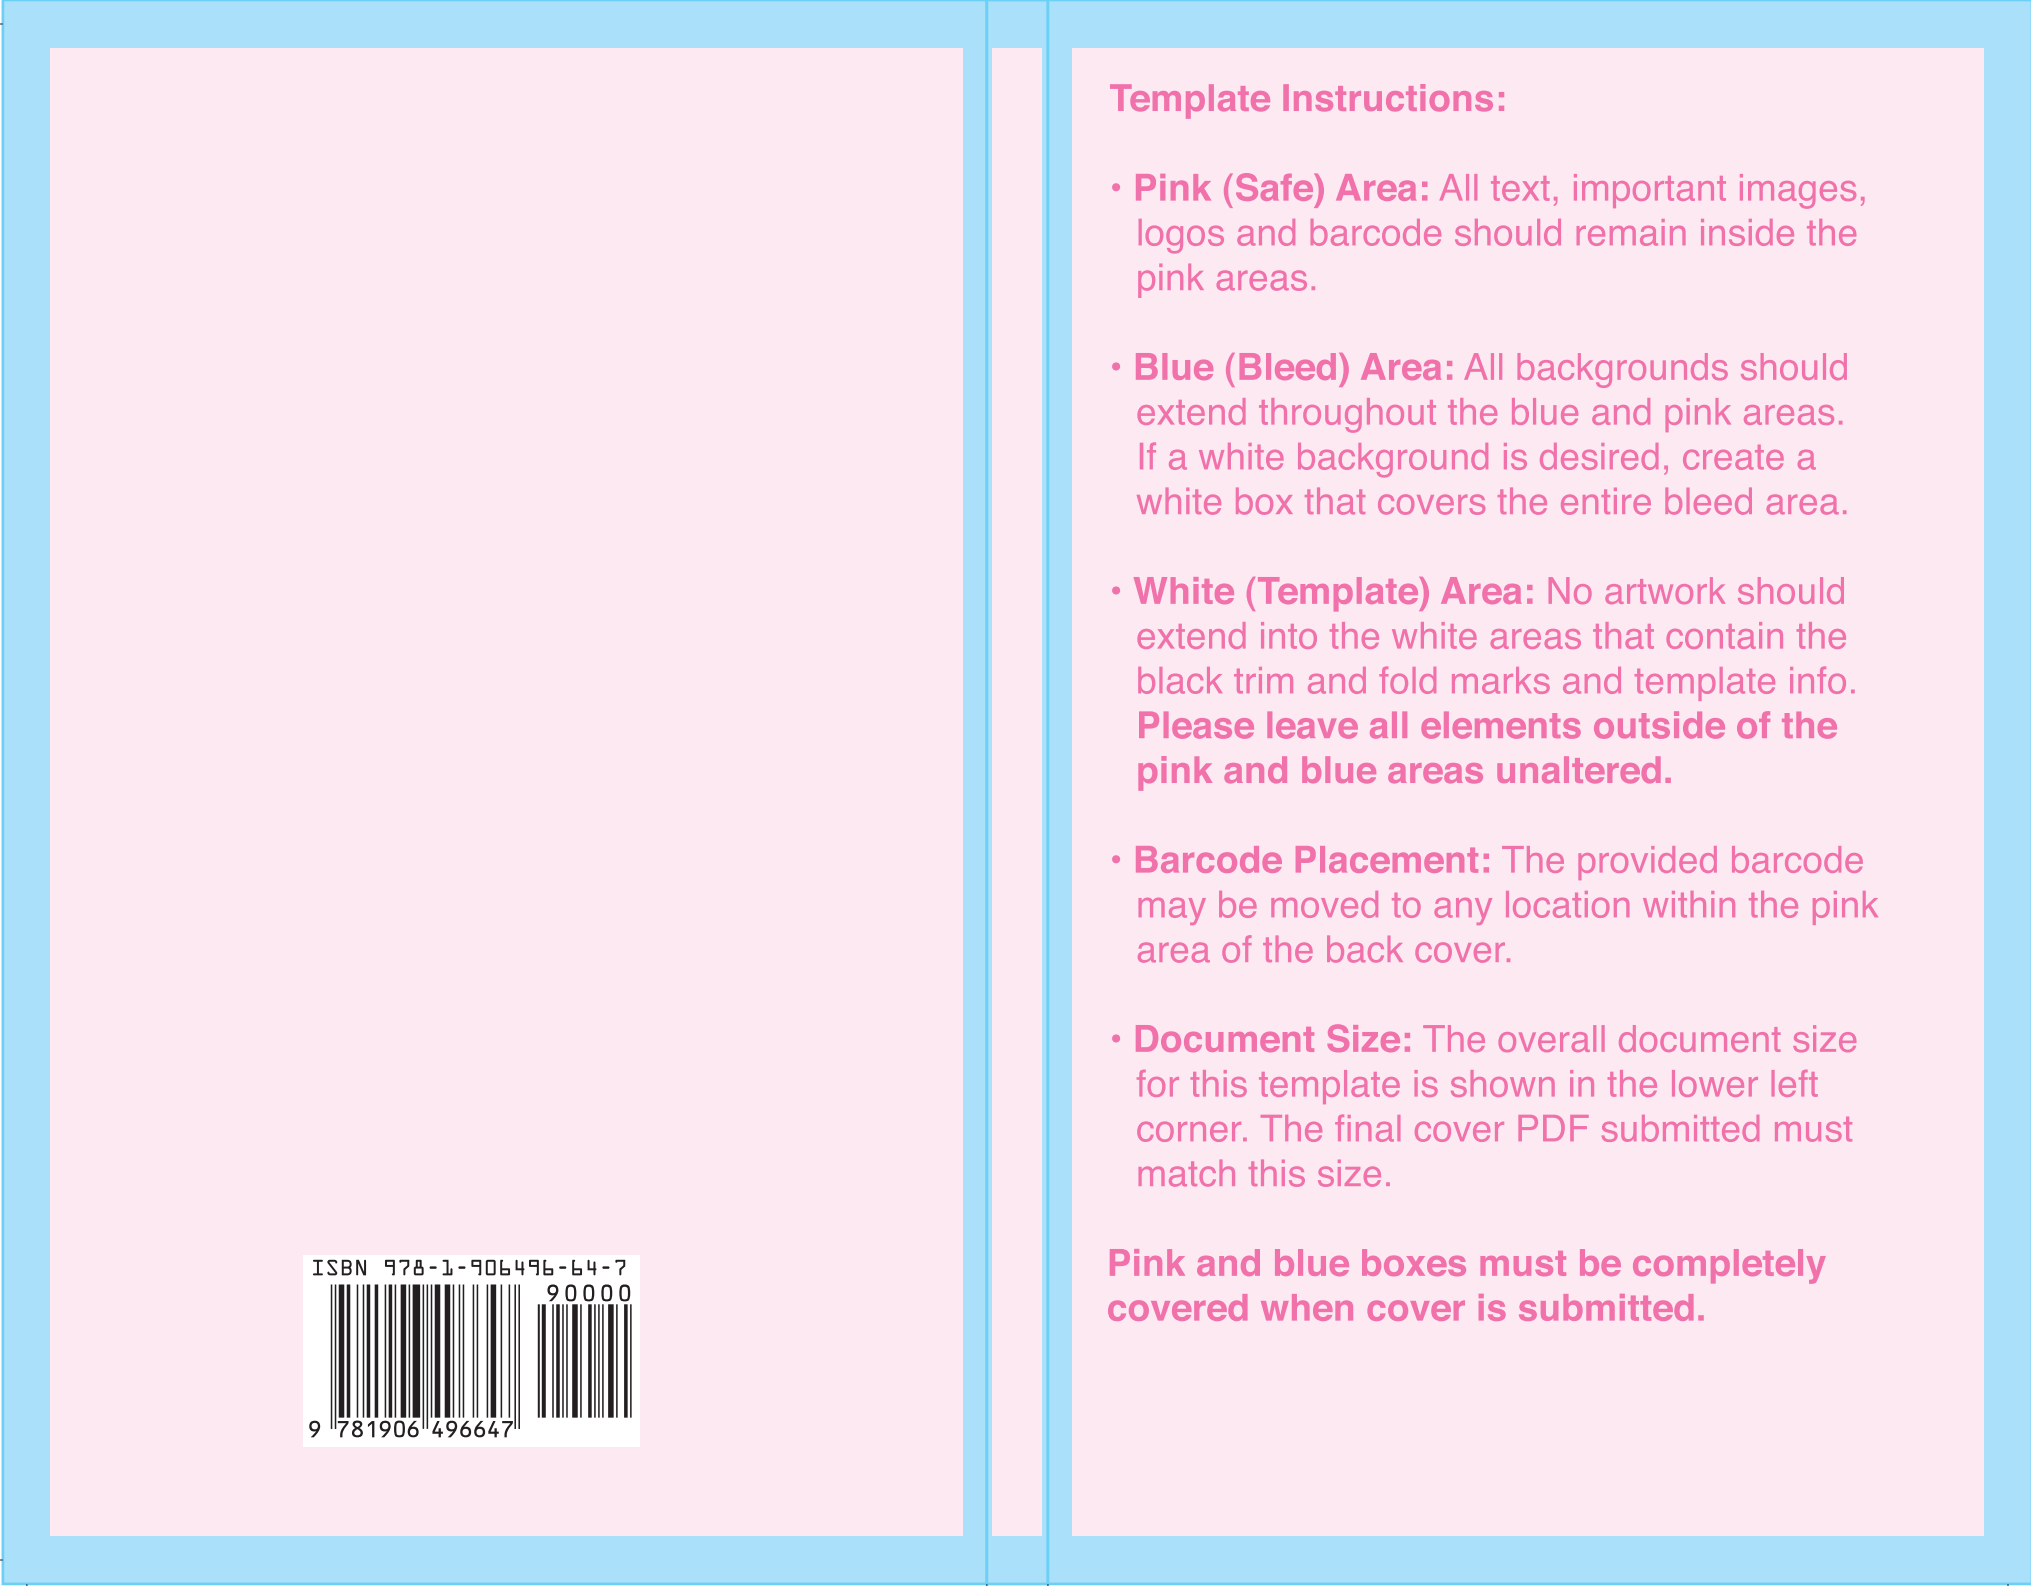 Template Instructions:
• Pink (Safe) Area: All text, important images,
logos and barcode should remain inside the
pink areas.
• Blue (Bleed) Area: All backgrounds should
extend throughout the blue and pink areas.
If a white background is desired, create a
white box that covers the entire bleed area.
• White (Template) Area: No artwork should
extend into the white areas that contain the
black trim and fold marks and template info.
Please leave all elements outside of the
pink and blue areas unaltered.
• Barcode Placement: The provided barcode
may be moved to any location within the pink
area of the back cover.
• Document Size: The overall document size
for this template is shown in the lower left
corner. The final cover PDF submitted must
match this size.
Pink and blue boxes must be completely
covered when cover is submitted.
ISBN 978-1-906496-64-7
90000
9 781906 496647